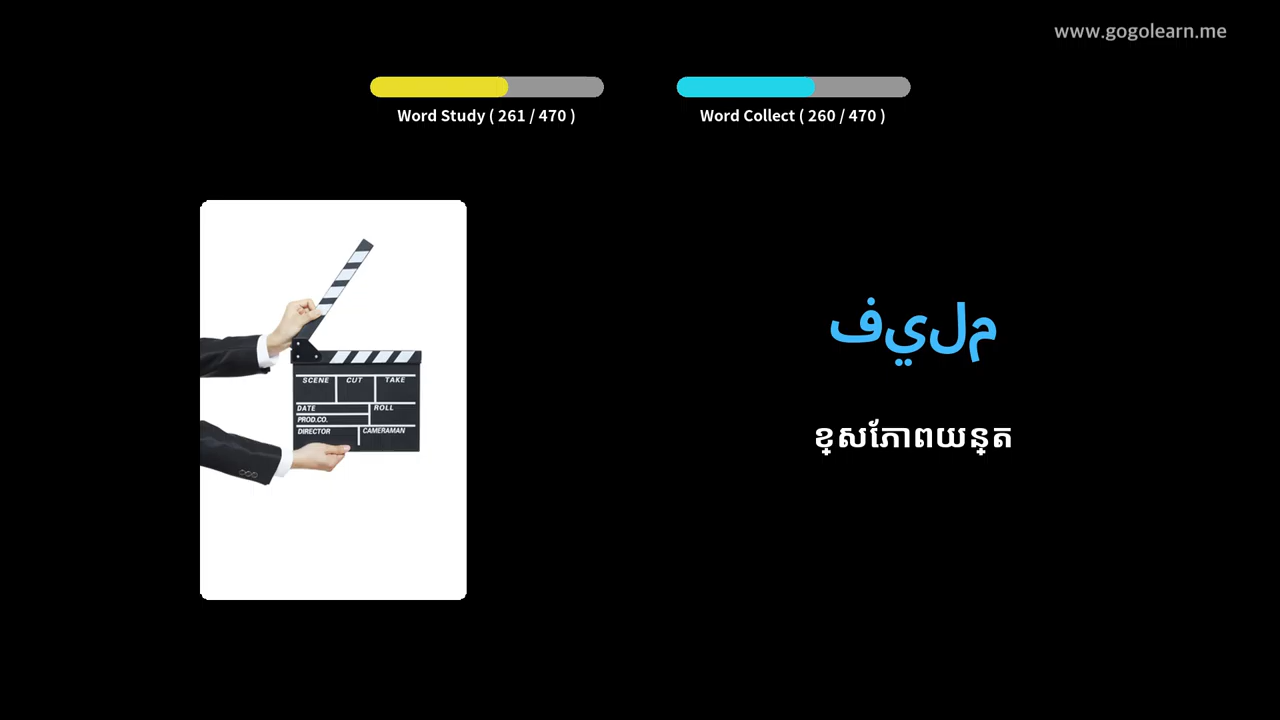 www.gogolearn.me
Word Study ( 261 / 470 )
Word Collect ( 260 / 470 )
SCENE CUT TAKE
DATE ROLL
PROD.CO.
DIRECTOR CAMERAMAN
مليف
ខ្សែភាពយន្ត